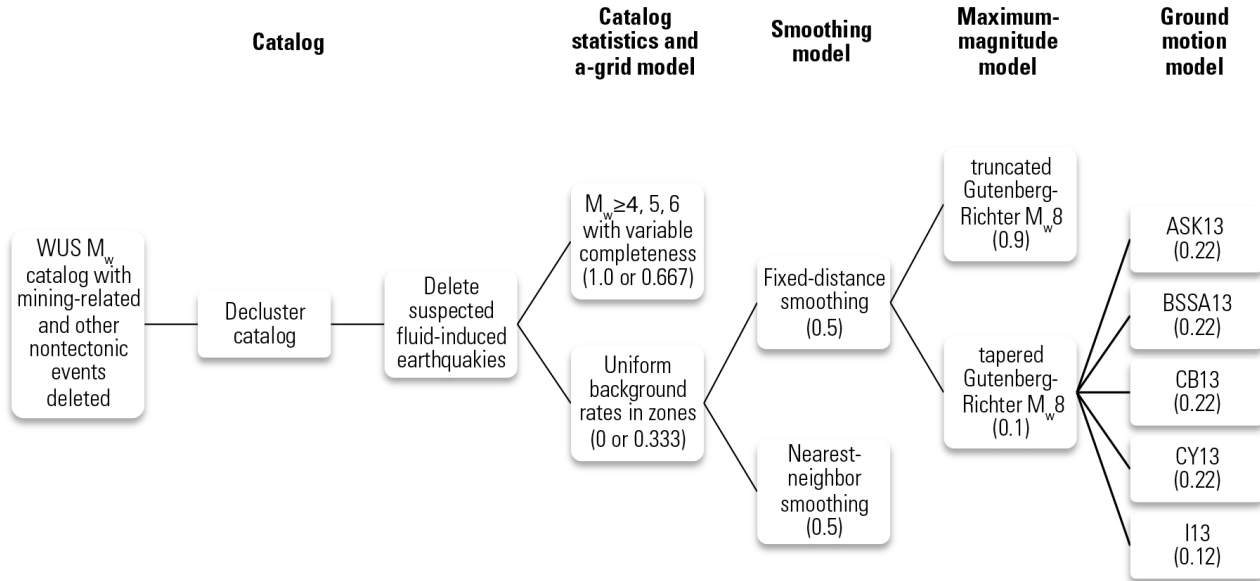 Catalog
Catalog
statistics and
a-grid model
Smoothing
model
Maximum-
magnitude
model
Ground
motion
model
WUS Mw
catalog with
mining-related
and other
nontectonic
events
deleted
Decluster
catalog
Delete
suspected
fluid-induced
earthquakies
Mw≥4, 5, 6
with variable
completeness
(1.0 or 0.667)
Uniform
background
rates in zones
(0 or 0.333)
Fixed-distance
smoothing
(0.5)
Nearest-
neighbor
smoothing
(0.5)
truncated
Gutenberg-
Richter Mw8
(0.9)
tapered
Gutenberg-
Richter Mw8
(0.1)
ASK13
(0.22)
BSSA13
(0.22)
CB13
(0.22)
CY13
(0.22)
I13
(0.12)